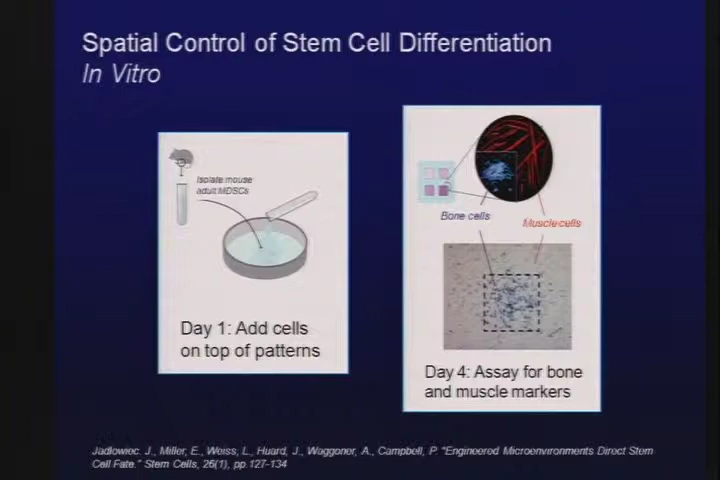 Spatial Control of Stem Cell Differentiation
In Vitro
Isolate mouse
adult MDSCs
Day 1: Add cells
on top of patterns
Bone cells
Muscle cells
Day 4: Assay for bone
and muscle markers
Jadlowiec. J., Miller, E., Weiss, L., Huard, J., Waggoner, A., Campbell, P. "Engineered Microenvironments Direct Stem
Cell Fate." Stem Cells, 26(1), pp.127-134